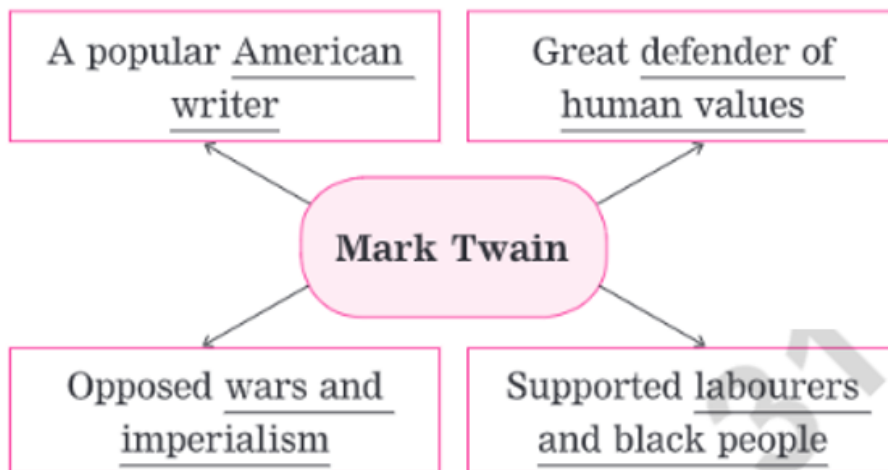 A popular American
writer
Great defender of
human values
Mark Twain
Opposed wars and
imperialism
Supported labourers
and black people
31